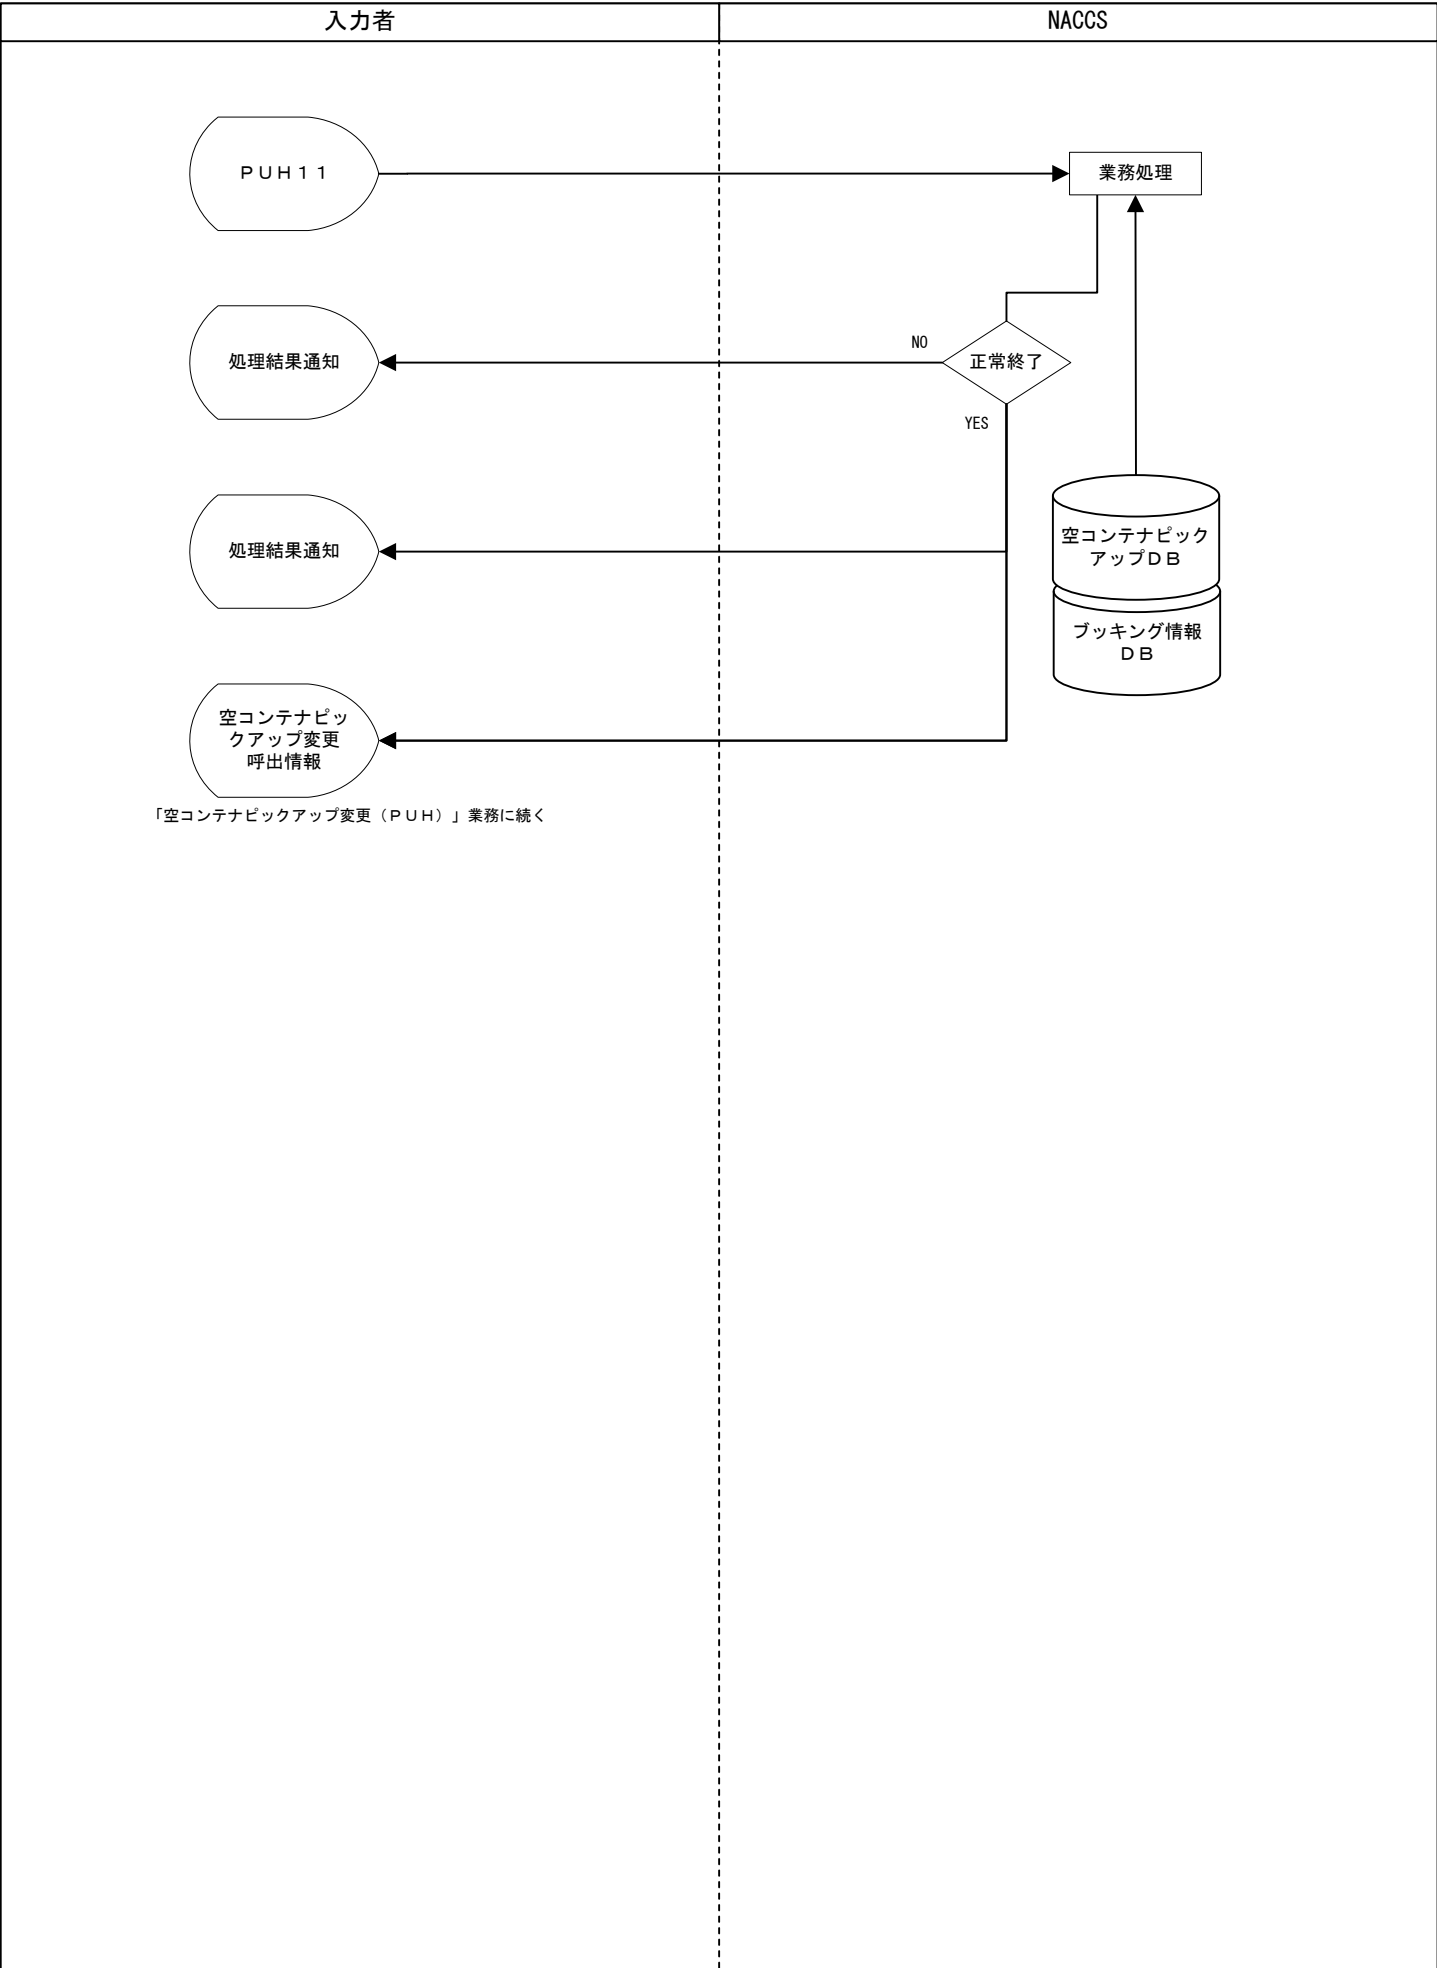 入力者
NACCS
ＰＵＨ１１
業務処理
処理結果通知
NO
正常終了
YES
処理結果通知
空コンテナピック
アップＤＢ
ブッキング情報
ＤＢ
空コンテナピッ
クアップ変更
呼出情報
「空コンテナピックアップ変更（ＰＵＨ）」業務に続く